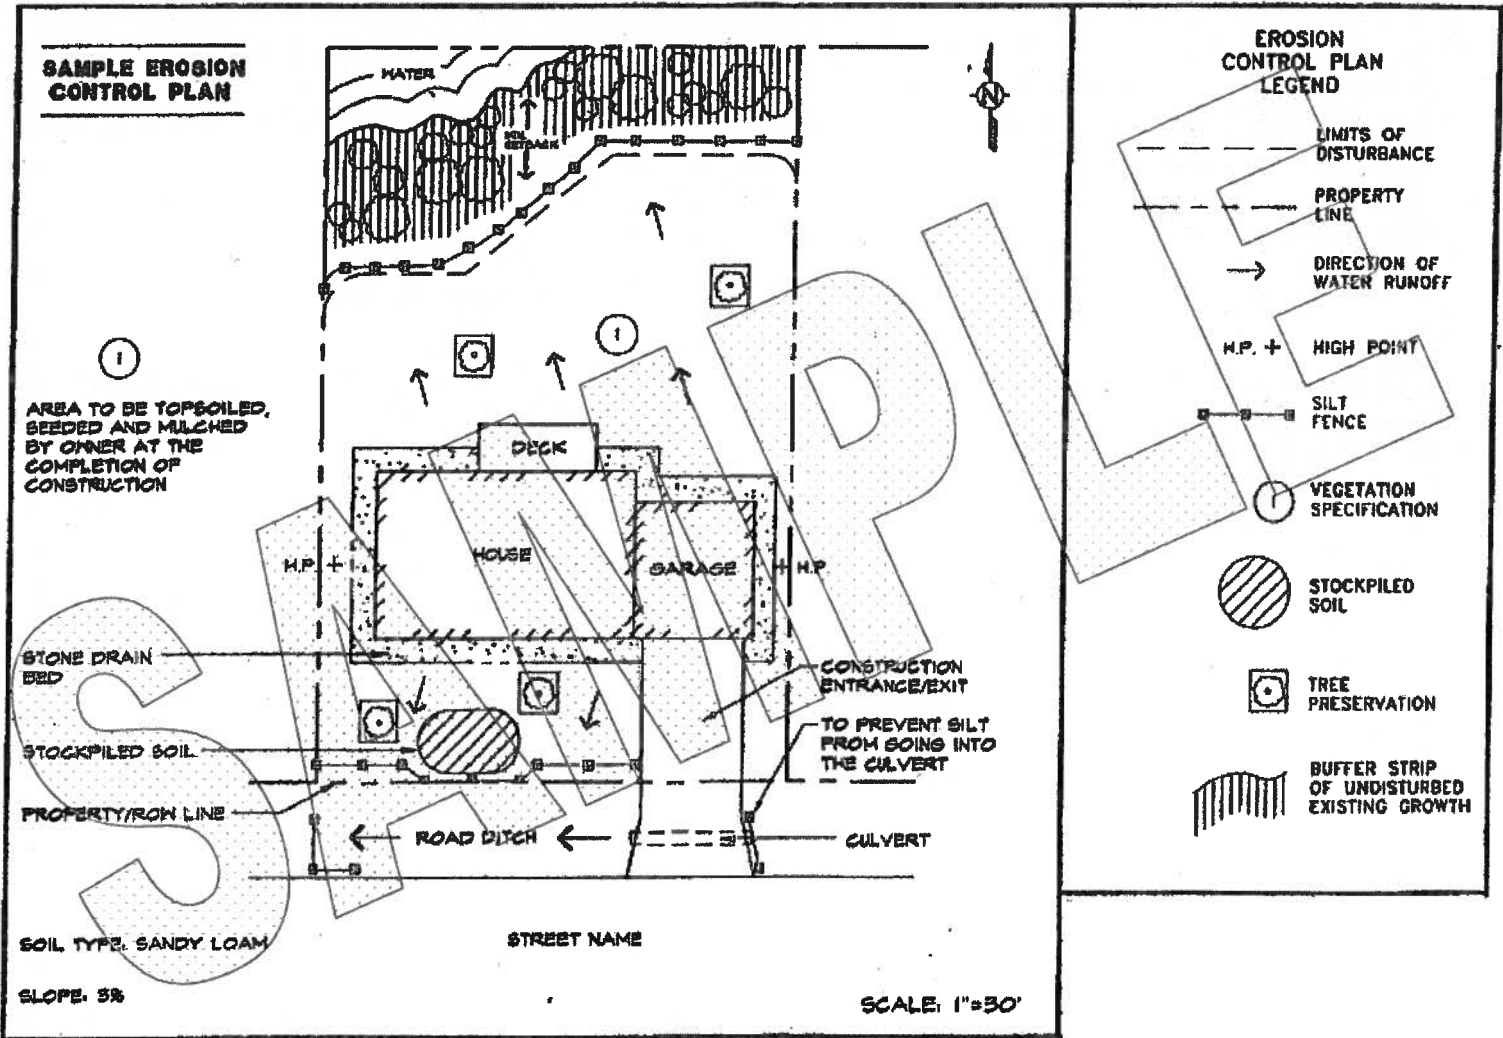 SAMPLE EROSION
CONTROL PLAN
WATER
SETBACK
N
1
AREA TO BE TOPSOILED,
SEEDED AND MULCHED
BY OWNER AT THE
COMPLETION OF
CONSTRUCTION
1
DECK
HOUSE
GARAGE
H.P. +
+ H.P.
STONE DRAIN
BED
CONSTRUCTION
ENTRANCE/EXIT
STOCKPILED SOIL
TO PREVENT SILT
FROM GOING INTO
THE CULVERT
PROPERTY/ROW LINE
ROAD DITCH
CULVERT
SOIL TYPE: SANDY LOAM
STREET NAME
SLOPE: 3%
SCALE: 1"=30'
EROSION
CONTROL PLAN
LEGEND
LIMITS OF
DISTURBANCE
PROPERTY
LINE
DIRECTION OF
WATER RUNOFF
H.P. + HIGH POINT
SILT
FENCE
1
VEGETATION
SPECIFICATION
STOCKPILED
SOIL
TREE
PRESERVATION
BUFFER STRIP
OF UNDISTURBED
EXISTING GROWTH
SAMPLE